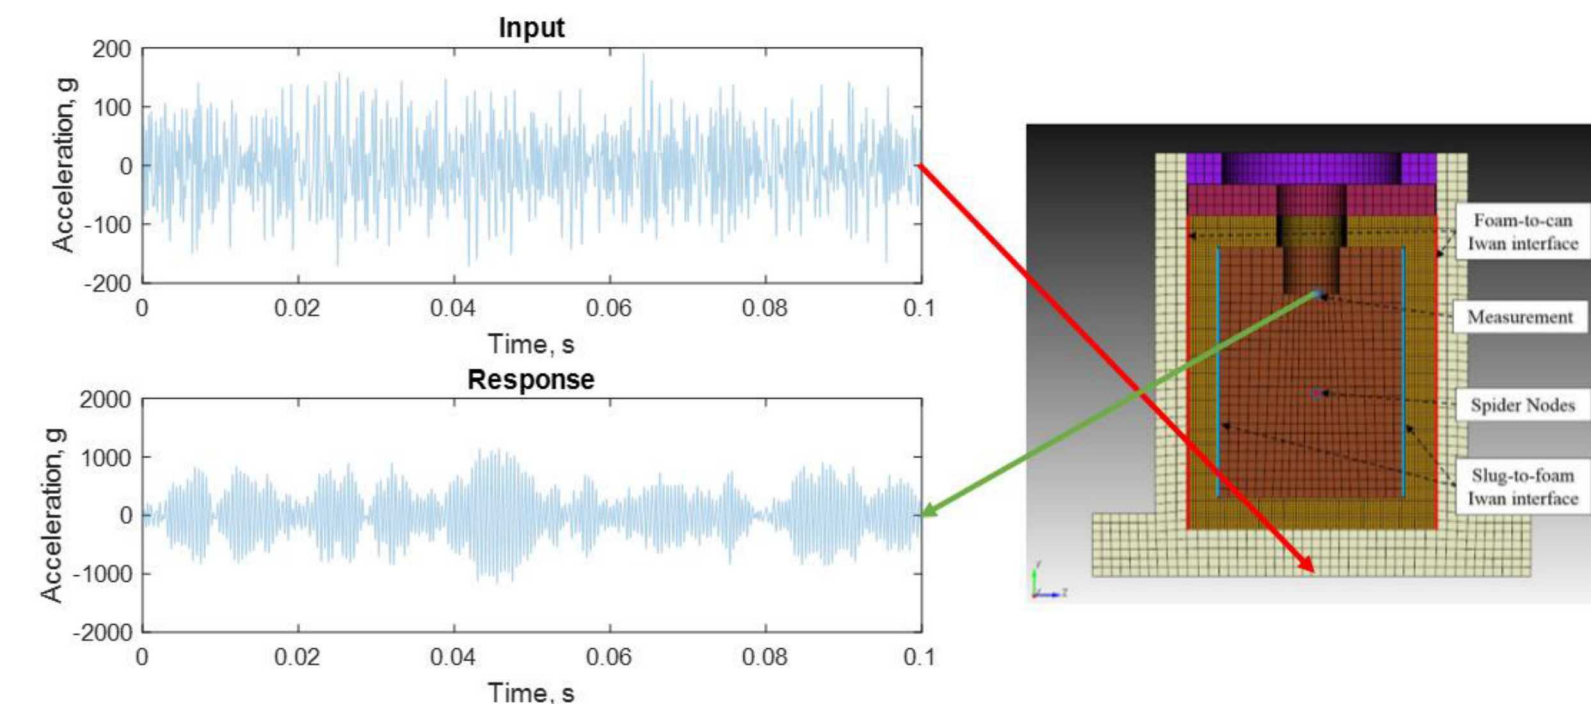 Input
200
100
0
-100
-200
Acceleration, g
0
0.02
0.04
0.06
0.08
0.1
Time, s
Response
2000
1000
0
-1000
-2000
Acceleration, g
0
0.02
0.04
0.06
0.08
0.1
Time, s
Foam-to-can
Iwan interface
Measurement
Spider Nodes
Slug-to-foam
Iwan interface
Y
Z